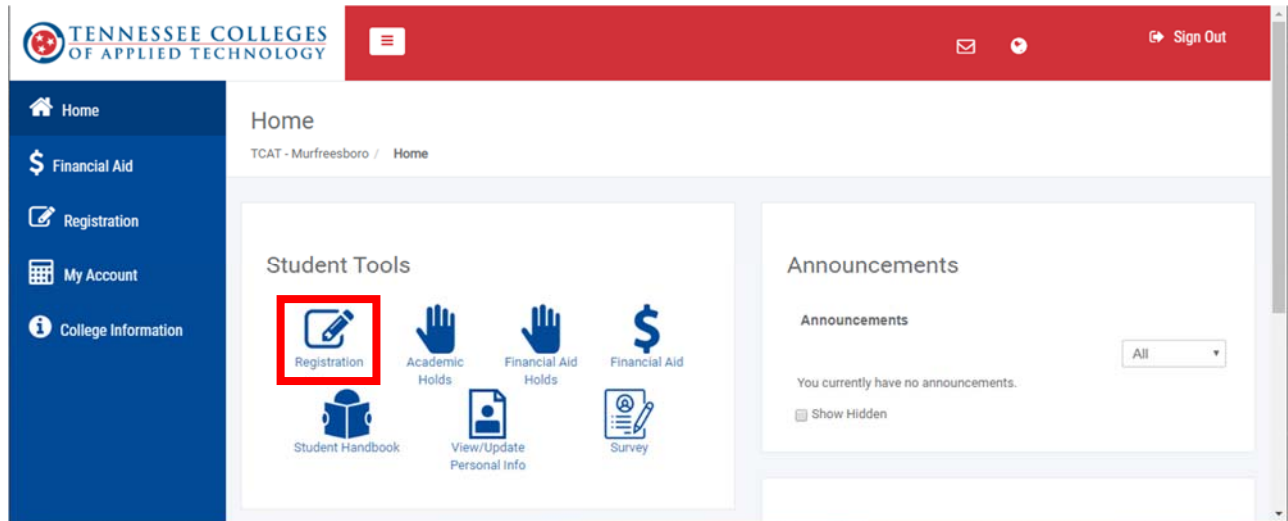 TENNESSEE COLLEGES
OF APPLIED TECHNOLOGY
Sign Out
Home
Financial Aid
Registration
My Account
College Information
Home
TCAT - Murfreesboro / Home
Student Tools
Registration
Academic
Holds
Financial Aid
Holds
Financial Aid
Student Handbook
View/Update
Personal Info
Survey
Announcements
Announcements
All
You currently have no announcements.
Show Hidden